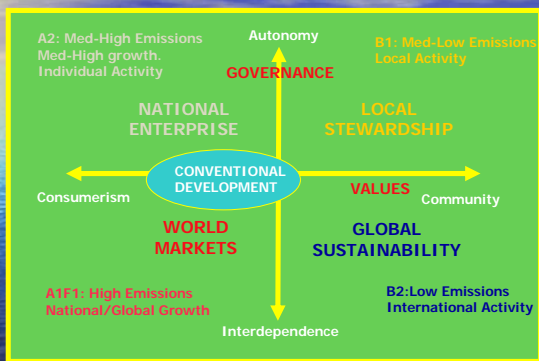 A2: Med-High Emissions
Med-High growth.
Individual Activity
Autonomy
GOVERNANCE
B1: Med-Low Emissions
Local Activity
NATIONAL
ENTERPRISE
LOCAL
STEWARDSHIP
CONVENTIONAL
DEVELOPMENT
Consumerism
VALUES
Community
WORLD
MARKETS
GLOBAL
SUSTAINABILITY
A1F1: High Emissions
National/Global Growth
B2:Low Emissions
International Activity
Interdependence